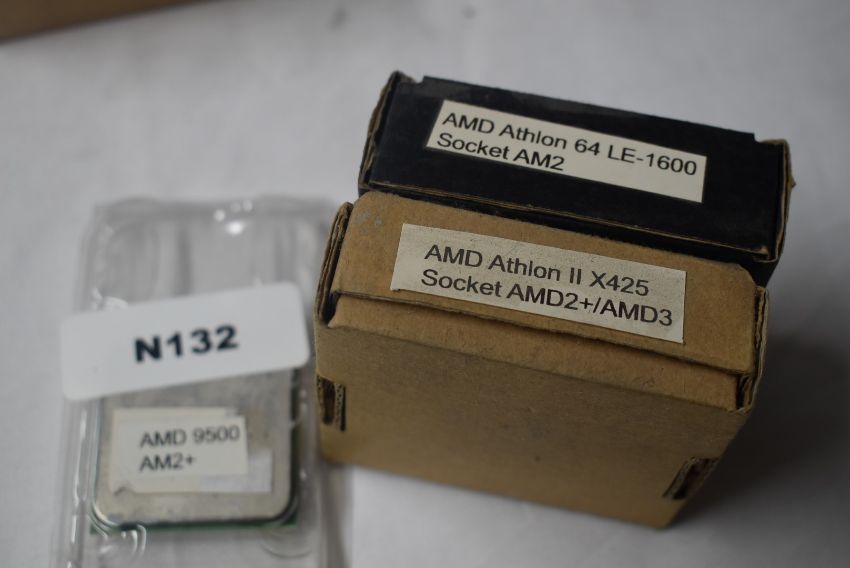 AMD Athlon 64 LE-1600
Socket AM2
AMD Athlon II X425
Socket AMD2+/AMD3
N132
AMD 9500
AM2+